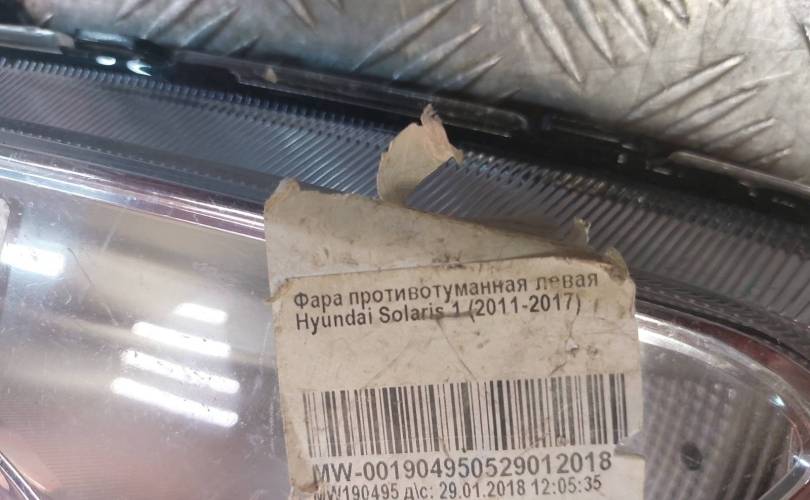 Фара противотуманная левая
Hyundai Solaris 1 (2011-2017)
MW-001904950529012018
MW190495 д\с: 29.01.2018 12:05:35